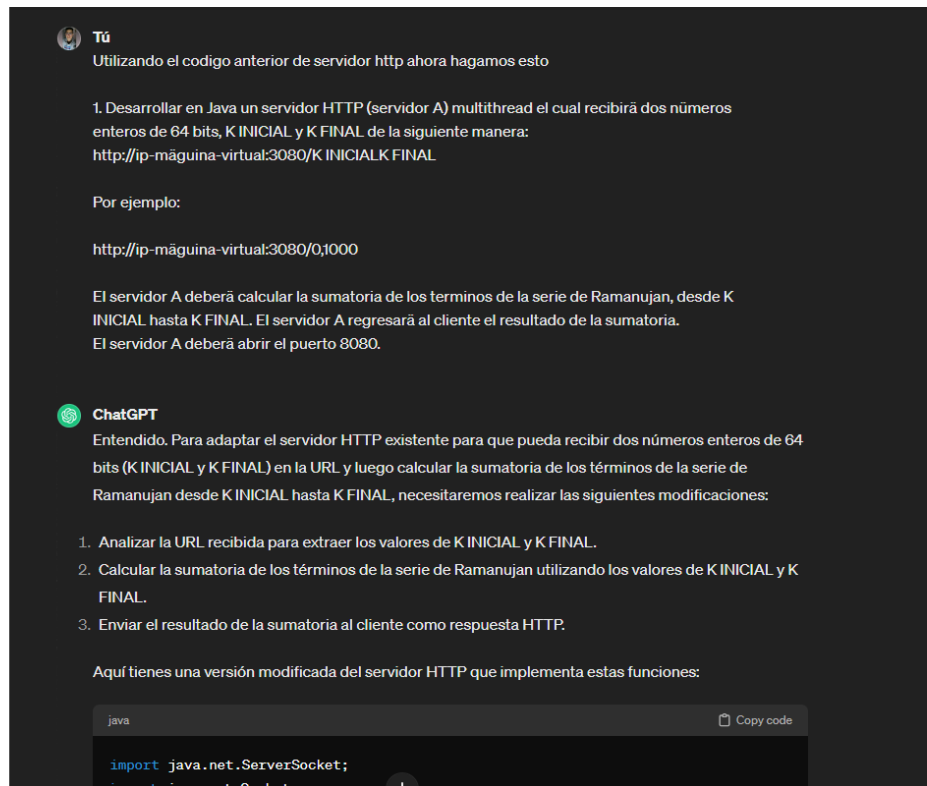 Tú
Utilizando el codigo anterior de servidor http ahora hagamos esto
1. Desarrollar en Java un servidor HTTP (servidor A) multithread el cual recibirä dos nümeros
enteros de 64 bits, K INICIAL y K FINAL de la siguiente manera:
http://ip-mäguina-virtual:3080/K INICIALK FINAL
Por ejemplo:
http://ip-mäguina-virtual:3080/0,1000
El servidor A deberä calcular la sumatoria de los terminos de la serie de Ramanujan, desde K
INICIAL hasta K FINAL. El servidor A regresarä al cliente el resultado de la sumatoria.
El servidor A deberä abrir el puerto 8080.
ChatGPT
Entendido. Para adaptar el servidor HTTP existente para que pueda recibir dos números enteros de 64
bits (K INICIAL y K FINAL) en la URL y luego calcular la sumatoria de los términos de la serie de
Ramanujan desde K INICIAL hasta K FINAL, necesitaremos realizar las siguientes modificaciones:
1. Analizar la URL recibida para extraer los valores de K INICIAL y K FINAL.
2. Calcular la sumatoria de los términos de la serie de Ramanujan utilizando los valores de K INICIAL y K
FINAL.
3. Enviar el resultado de la sumatoria al cliente como respuesta HTTP.
Aquí tienes una versión modificada del servidor HTTP que implementa estas funciones:
java Copy code
import java.net.ServerSocket;